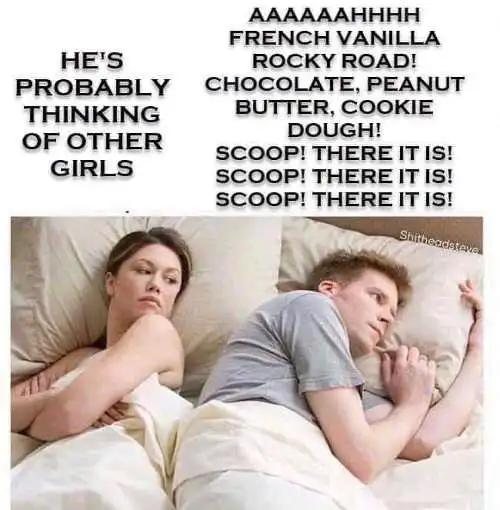 HE'S
PROBABLY
THINKING
OF OTHER
GIRLS
AAAAAAHHHH
FRENCH VANILLA
ROCKY ROAD!
CHOCOLATE, PEANUT
BUTTER, COOKIE
DOUGH!
SCOOP! THERE IT IS!
SCOOP! THERE IT IS!
SCOOP! THERE IT IS!
Shitheadsteve